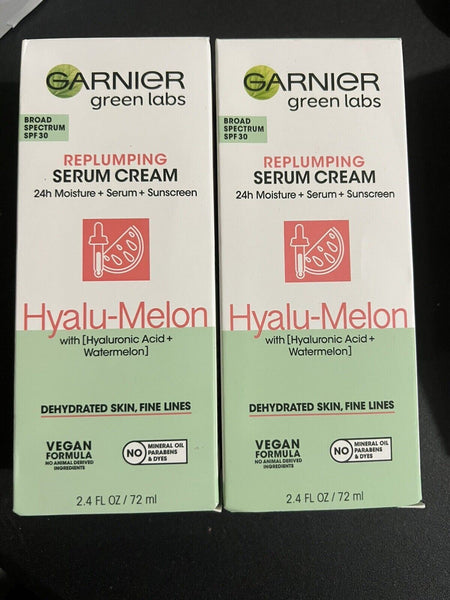 GARNIER
green labs
BROAD
SPECTRUM
SPF 30
REPLUMPING
SERUM CREAM
24h Moisture + Serum + Sunscreen
Hyalu-Melon
with [Hyaluronic Acid +
Watermelon]
DEHYDRATED SKIN, FINE LINES
VEGAN
FORMULA
NO ANIMAL DERIVED
INGREDIENTS
NO
MINERAL OIL
PARABENS
& DYES
2.4 FL OZ / 72 ml
GARNIER
green labs
BROAD
SPECTRUM
SPF 30
REPLUMPING
SERUM CREAM
24h Moisture + Serum + Sunscreen
Hyalu-Melon
with [Hyaluronic Acid +
Watermelon]
DEHYDRATED SKIN, FINE LINES
VEGAN
FORMULA
NO ANIMAL DERIVED
INGREDIENTS
NO
MINERAL OIL
PARABENS
& DYES
2.4 FL OZ / 72 ml